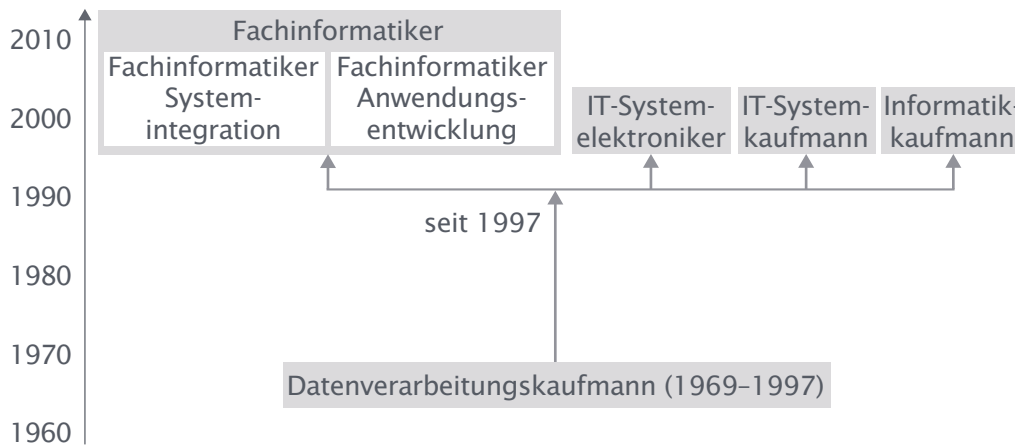 2010
2000
1990
1980
1970
1960
Fachinformatiker
Fachinformatiker
System-
integration
Fachinformatiker
Anwendungs-
entwicklung
IT-System-
elektroniker
IT-System-
kaufmann
Informatik-
kaufmann
seit 1997
Datenverarbeitungskaufmann (1969–1997)